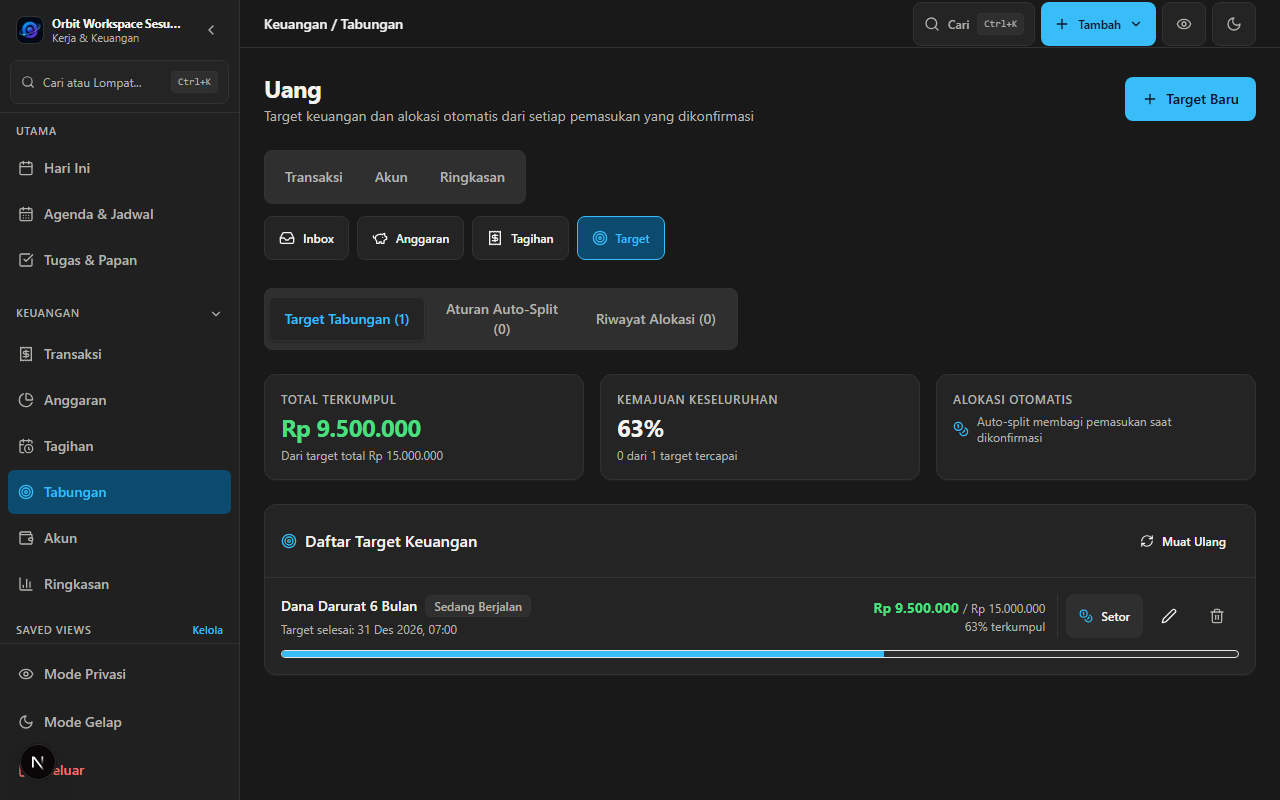 Orbit Workspace Sesu...
Kerja & Keuangan
Cari atau Lompat...
Ctrl+K
UTAMA
Hari Ini
Agenda & Jadwal
Tugas & Papan
KEUANGAN
Transaksi
Anggaran
Tagihan
Tabungan
Akun
Ringkasan
SAVED VIEWS
Kelola
Mode Privasi
Mode Gelap
N
eluar
Keuangan / Tabungan
Cari
Ctrl+K
Tambah
Uang
Target keuangan dan alokasi otomatis dari setiap pemasukan yang dikonfirmasi
Target Baru
Transaksi
Akun
Ringkasan
Inbox
Anggaran
Tagihan
Target
Target Tabungan (1)
Aturan Auto-Split
(0)
Riwayat Alokasi (0)
TOTAL TERKUMPUL
Rp 9.500.000
Dari target total Rp 15.000.000
KEMAJUAN KESELURUHAN
63%
0 dari 1 target tercapai
ALOKASI OTOMATIS
Auto-split membagi pemasukan saat
dikonfirmasi
Daftar Target Keuangan
Muat Ulang
Dana Darurat 6 Bulan
Sedang Berjalan
Target selesai: 31 Des 2026, 07:00
Rp 9.500.000 / Rp 15.000.000
63% terkumpul
Setor